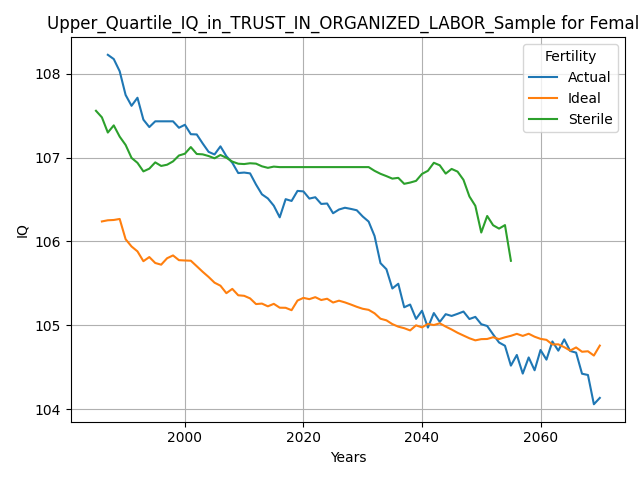 Upper_Quartile_IQ_in_TRUST_IN_ORGANIZED_LABOR_Sample for Femal
Fertility
Actual
Ideal
Sterile
108
107
106
105
104
IQ
2000
2020
2040
2060
Years